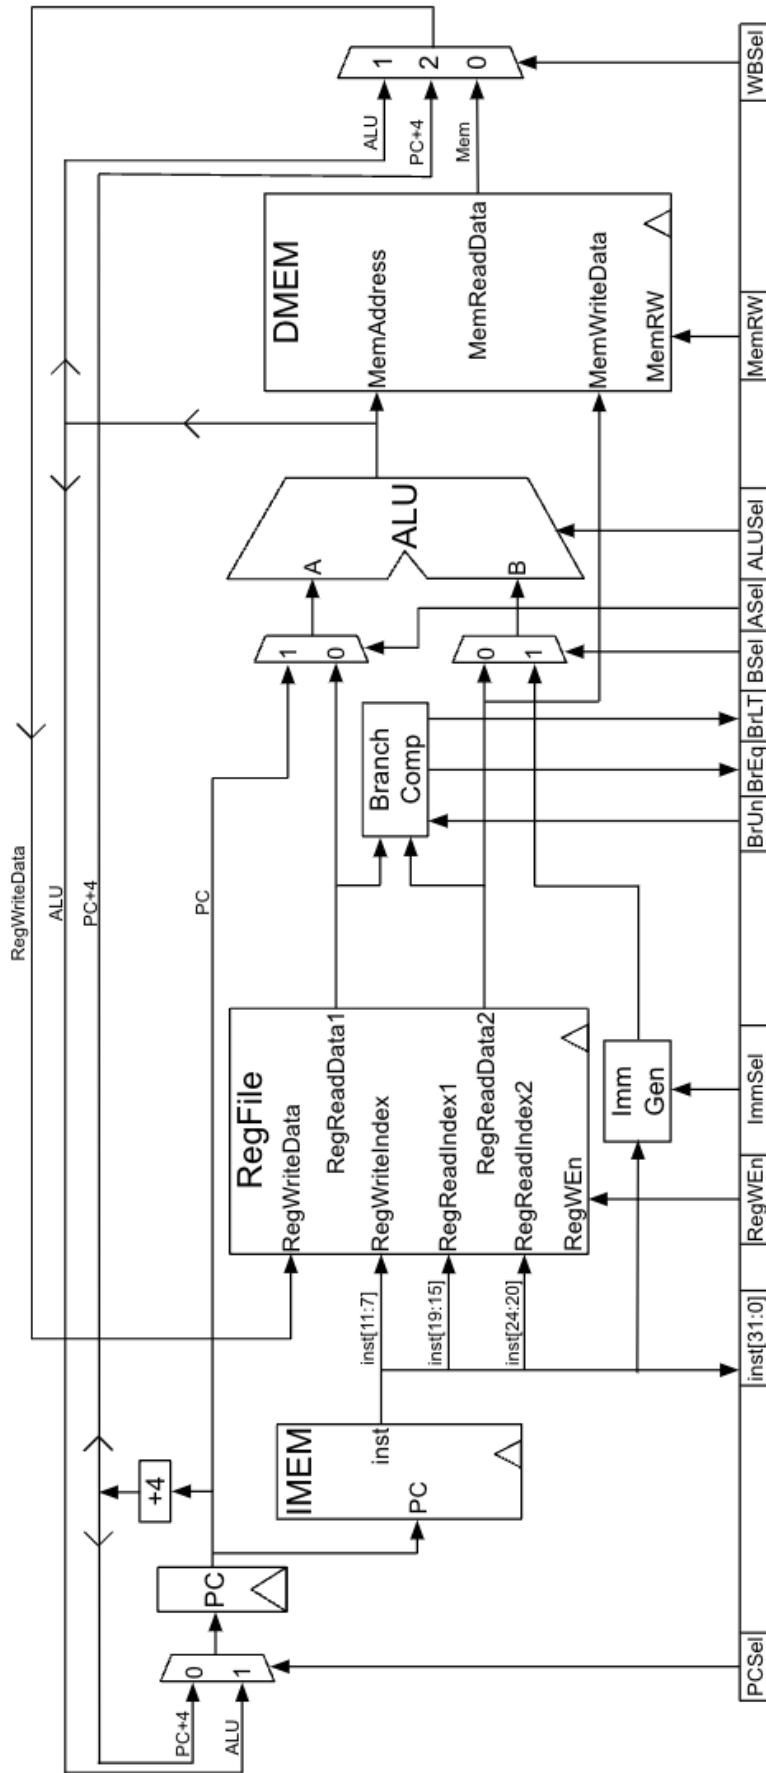 RegWriteData
ALU
PC+4
PC+4
ALU
0
1
PC
+4
PC
IMEM
PC
inst
inst[11:7]
inst[19:15]
inst[24:20]
RegFile
RegWriteData
RegReadData1
RegWriteIndex
RegReadIndex1
RegReadData2
RegReadIndex2
RegWEn
Imm
Gen
Branch
Comp
1
0
0
1
A
ALU
B
DMEM
MemAddress
MemReadData
MemWriteData
MemRW
ALU
PC+4
Mem
1
2
0
PCSel
inst[31:0]
RegWEn
ImmSel
BrUn
BrEq
BrLT
BSel
ASel
ALUSel
MemRW
WBSel